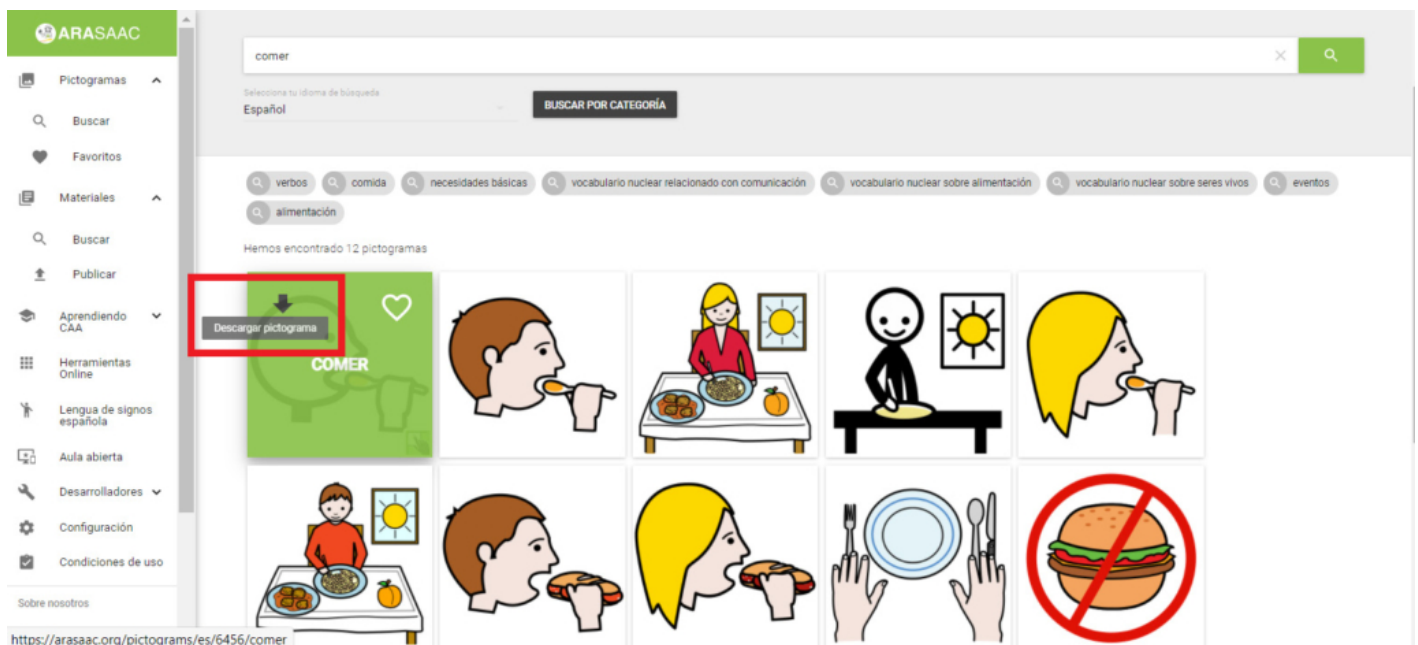 ARASAAC
Pictogramas
Buscar
Favoritos
Materiales
Buscar
Publicar
Aprendiendo
CAA
Herramientas
Online
Lengua de signos
española
Aula abierta
Desarrolladores
Configuración
Condiciones de uso
Sobre nosotros
https://arasaac.org/pictograms/es/6456/comer
comer
Selecciona tu idioma de búsqueda
Español
BUSCAR POR CATEGORÍA
verbos comida necesidades básicas vocabulario nuclear relacionado con comunicación vocabulario nuclear sobre alimentación vocabulario nuclear sobre seres vivos eventos
alimentación
Hemos encontrado 12 pictogramas
Descargar pictograma
COMER